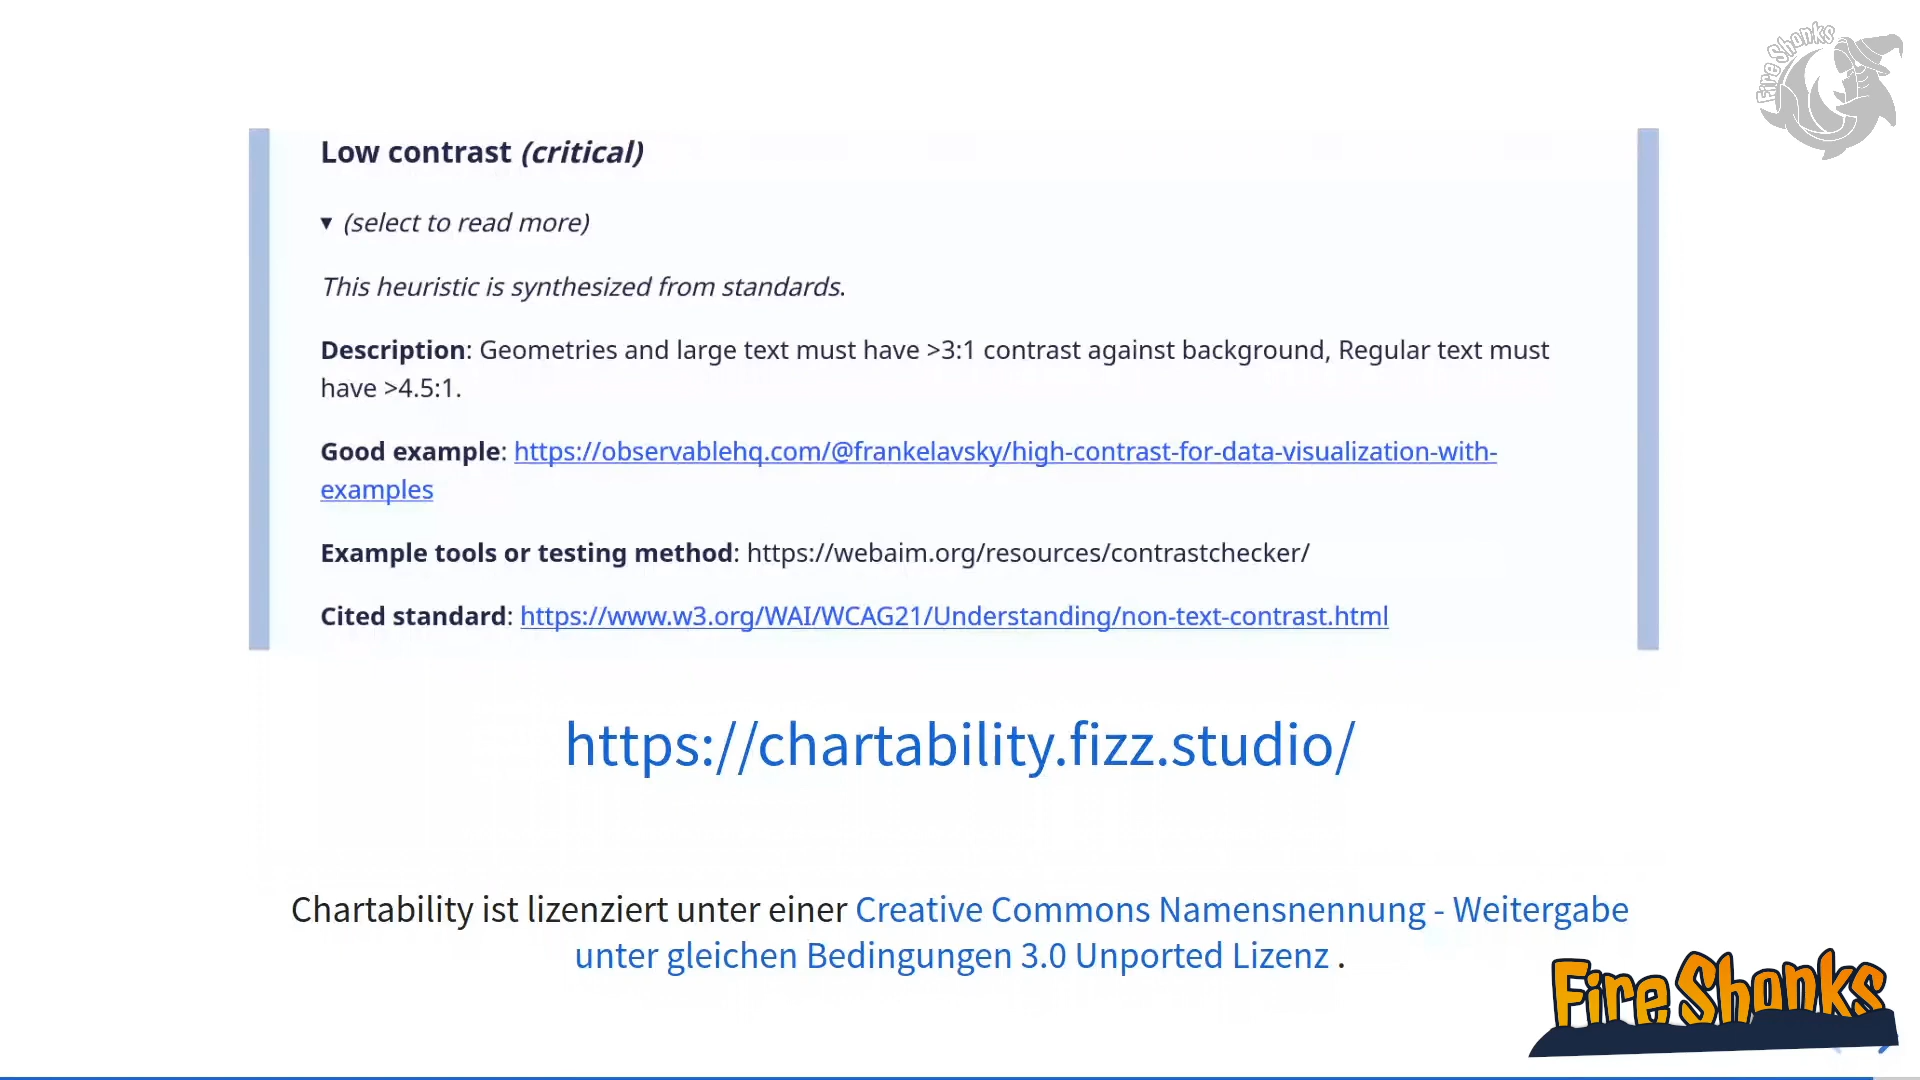 Fire Shonks
Low contrast (critical)
▾ (select to read more)
This heuristic is synthesized from standards.
Description: Geometries and large text must have >3:1 contrast against background, Regular text must
have >4.5:1.
Good example: https://observablehq.com/@frankelavsky/high-contrast-for-data-visualization-with-
examples
Example tools or testing method: https://webaim.org/resources/contrastchecker/
Cited standard: https://www.w3.org/WAI/WCAG21/Understanding/non-text-contrast.html
https://chartability.fizz.studio/
Chartability ist lizenziert unter einer Creative Commons Namensnennung - Weitergabe
unter gleichen Bedingungen 3.0 Unported Lizenz .
Fire Shonks